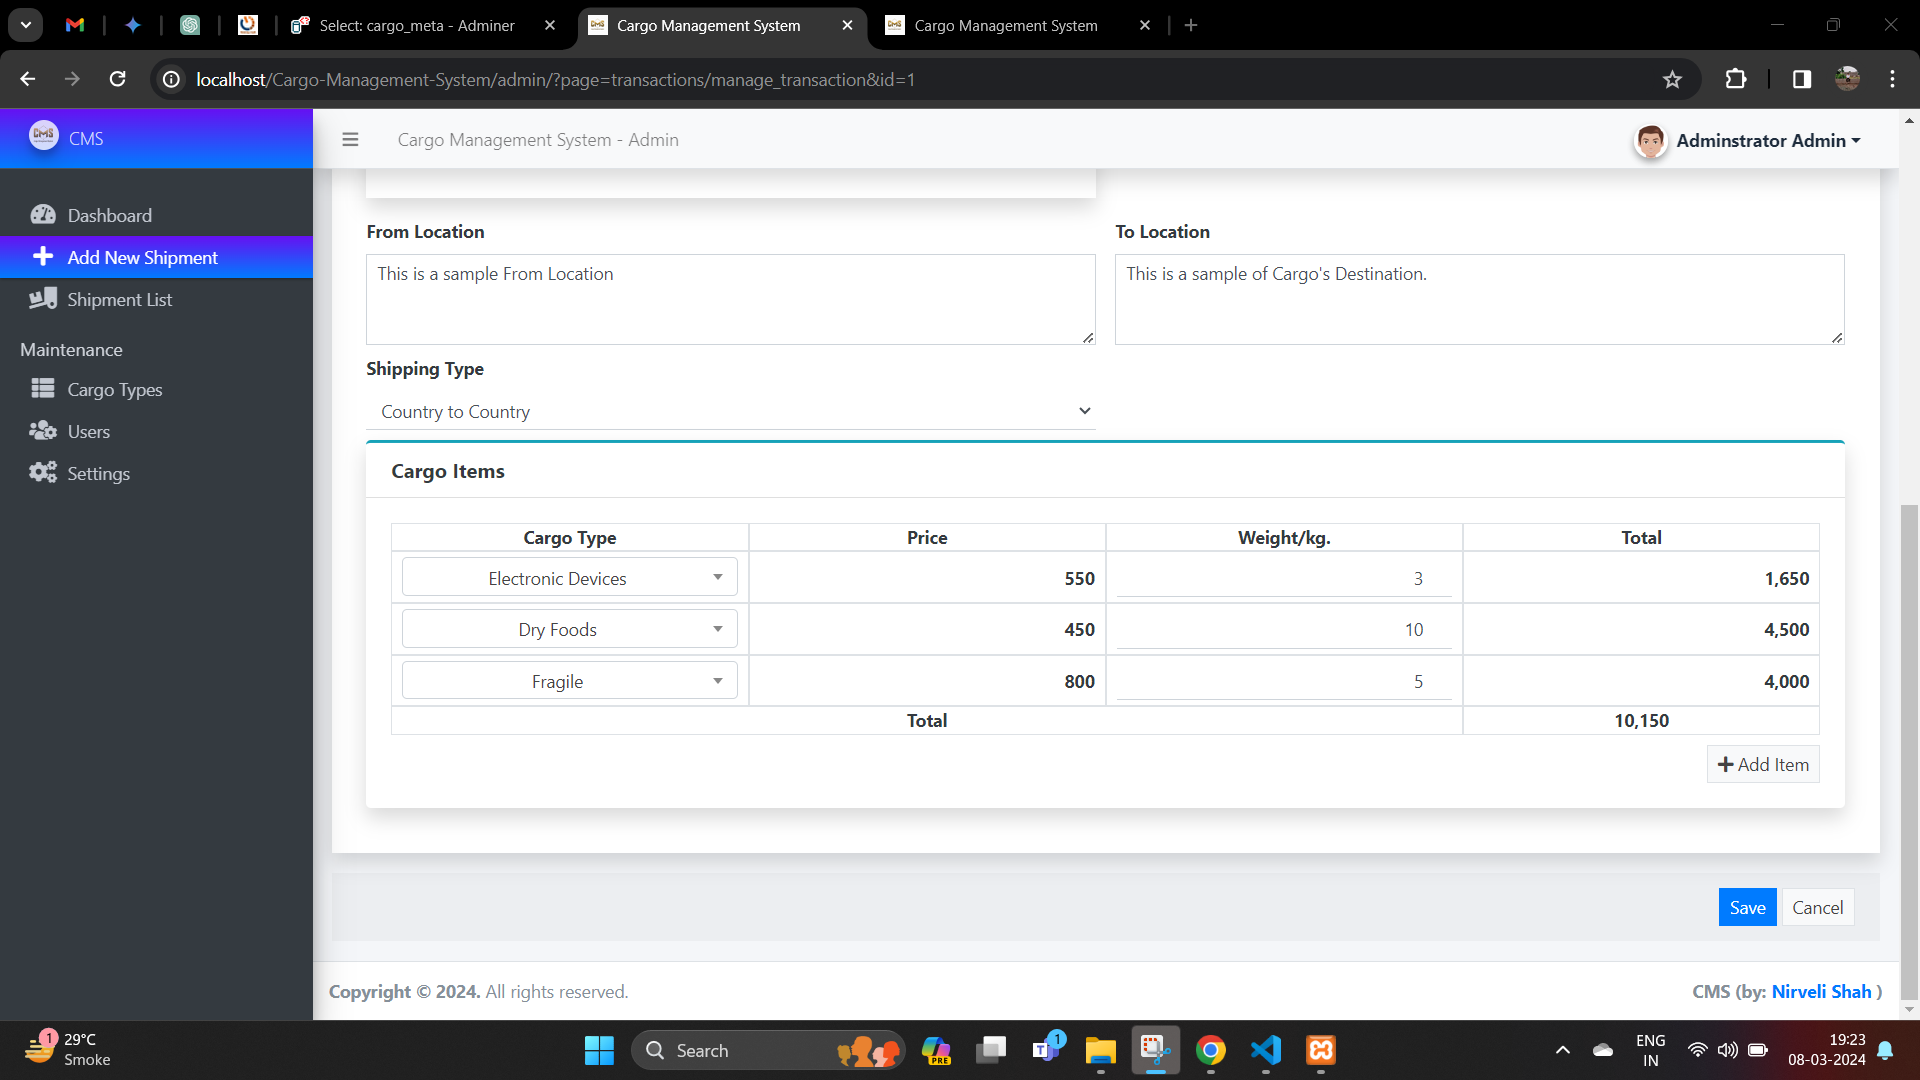 Select: cargo_meta - Adminer
Cargo Management System
Cargo Management System
localhost/Cargo-Management-System/admin/?page=transactions/manage_transaction&id=1
CMS
Cargo Management System - Admin
Adminstrator Admin
Dashboard
Add New Shipment
Shipment List
Maintenance
Cargo Types
Users
Settings
From Location
To Location
This is a sample From Location
This is a sample of Cargo's Destination.
Shipping Type
Country to Country
Cargo Items
Cargo Type Price Weight/kg. Total
Electronic Devices 550 3 1,650
Dry Foods 450 10 4,500
Fragile 800 5 4,000
Total 10,150
Add Item
Save Cancel
Copyright © 2024. All rights reserved.
CMS (by: Nirveli Shah )
1
29°C
Smoke
Search
PRE
1
ENG
IN
19:23
08-03-2024